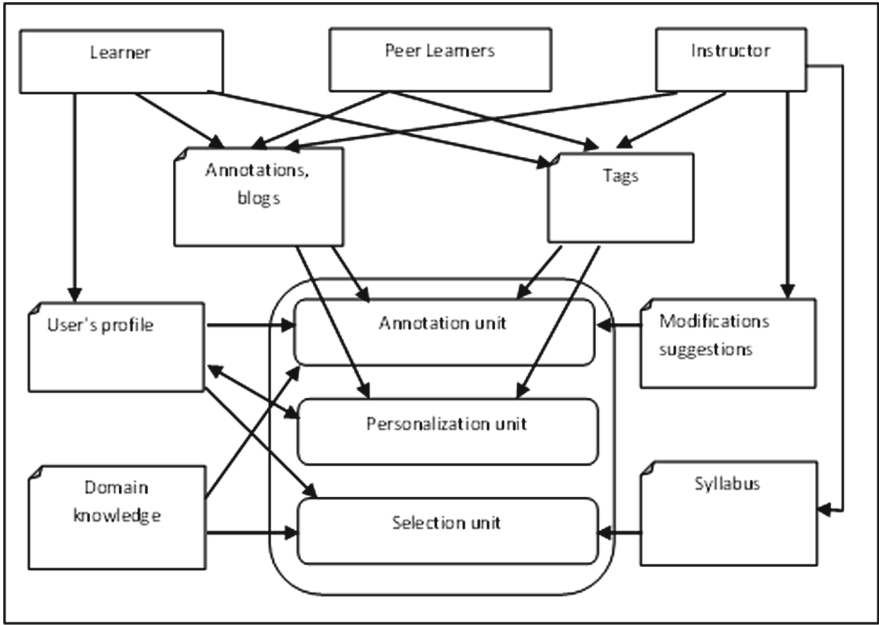 Learner
Peer Learners
Instructor
Annotations,
blogs
Tags
User's profile
Annotation unit
Modifications
suggestions
Personalization unit
Domain
knowledge
Selection unit
Syllabus